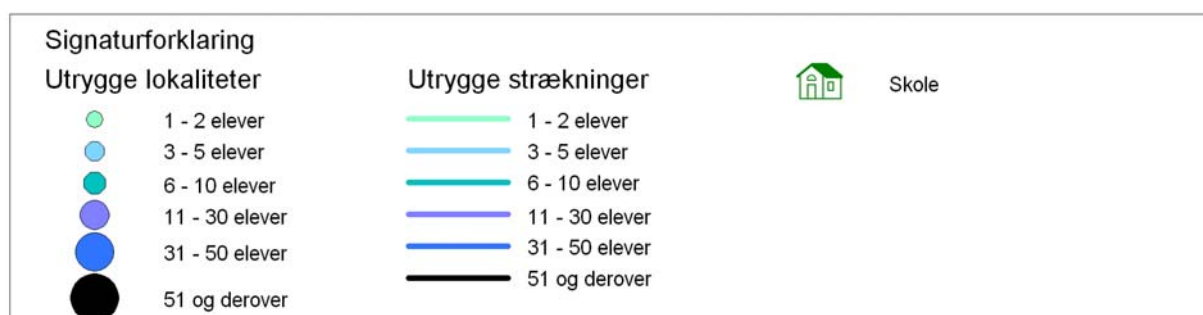 Signaturforklaring
Utrygge lokaliteter
1 - 2 elever
3 - 5 elever
6 - 10 elever
11 - 30 elever
31 - 50 elever
51 og derover
Utrygge strækninger
1 - 2 elever
3 - 5 elever
6 - 10 elever
11 - 30 elever
31 - 50 elever
51 og derover
Skole